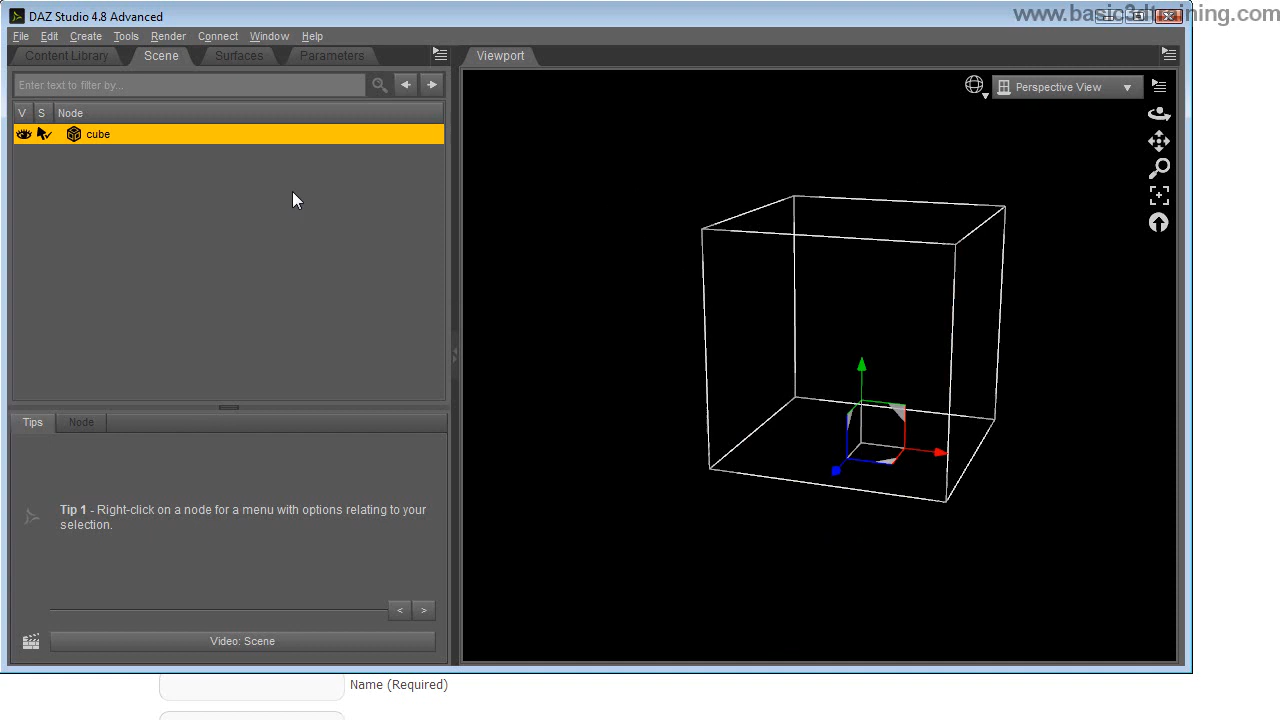 DAZ Studio 4.8 Advanced
www.basic3dtraining.com
File Edit Create Tools Render Connect Window Help
Content Library Scene Surfaces Parameters
Viewport
Enter text to filter by...
Perspective View
V S Node
cube
Tips Node
Tip 1 - Right-click on a node for a menu with options relating to your
selection.
< >
Video: Scene
Name (Required)